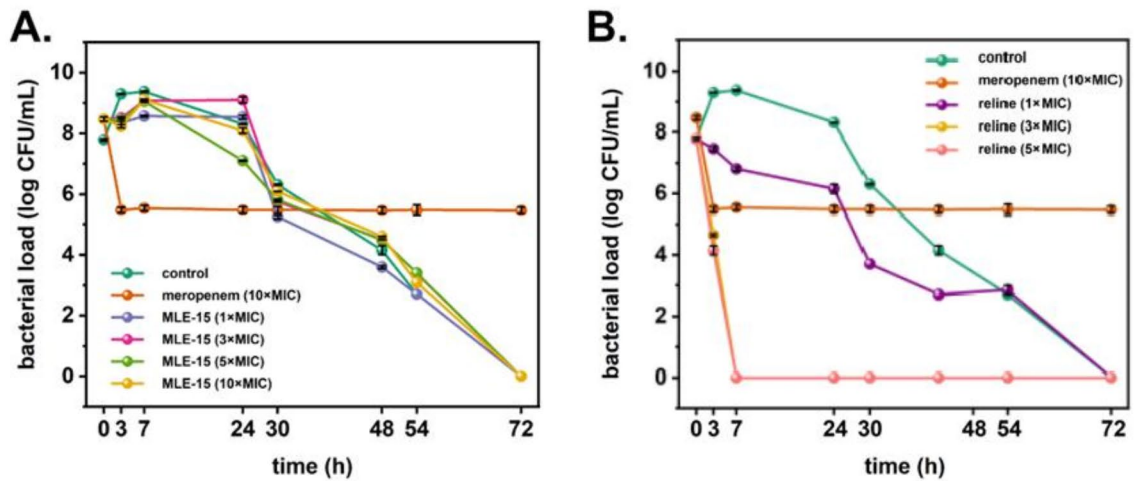 A.
bacterial load (log CFU/mL)
10
8
6
4
2
0
control
meropenem (10×MIC)
MLE-15 (1×MIC)
MLE-15 (3×MIC)
MLE-15 (5×MIC)
MLE-15 (10×MIC)
0 3 7 24 30 48 54 72
time (h)
B.
bacterial load (log CFU/mL)
10
8
6
4
2
0
control
meropenem (10×MIC)
reline (1×MIC)
reline (3×MIC)
reline (5×MIC)
0 3 7 24 30 48 54 72
time (h)